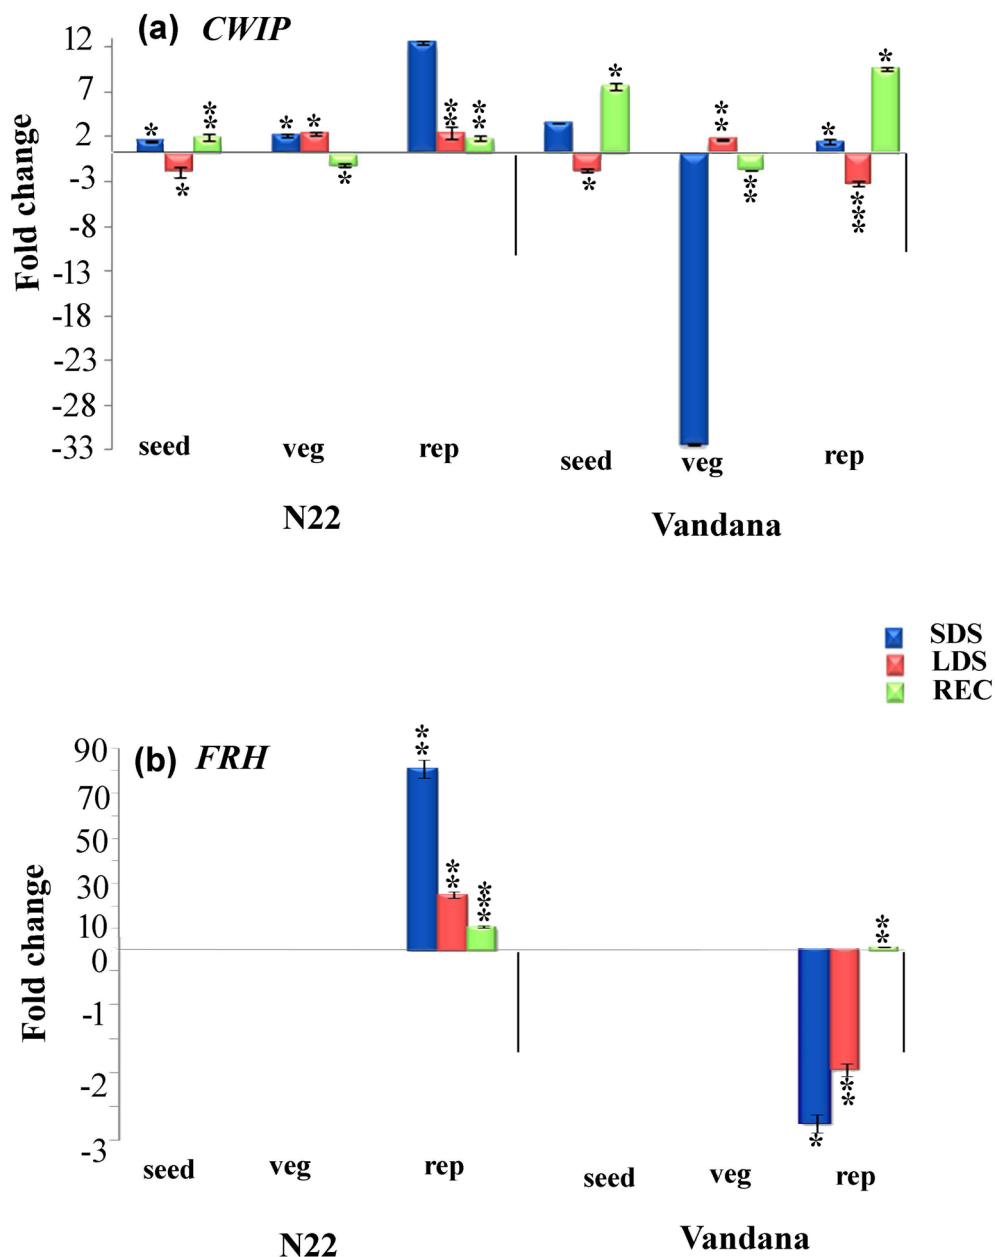 (a) CWIP
12
7
2
-3
-8
-13
-18
-23
-28
-33
Fold change
* * * * * * * * * * *
* * * * * * * * * * * * *
seed veg rep seed veg rep
N22 Vandana
SDS
LDS
REC
(b) FRH
90
70
50
30
10
0
-1
-2
-3
Fold change
**
**
***
**
*
**
seed veg rep seed veg rep
N22 Vandana